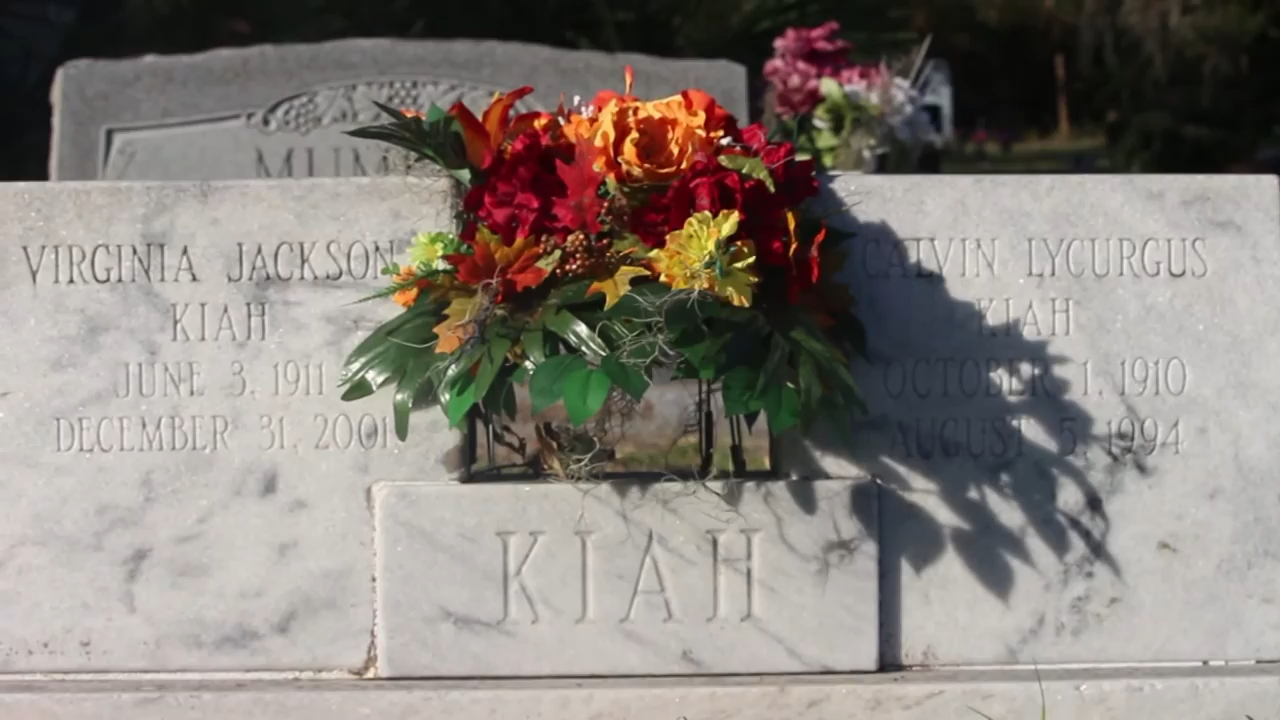 MUM
VIRGINIA JACKSON
KIAH
JUNE 3, 1911
DECEMBER 31, 2001
CALVIN LYCURGUS
KIAH
OCTOBER 1, 1910
AUGUST 5, 1994
KIAH